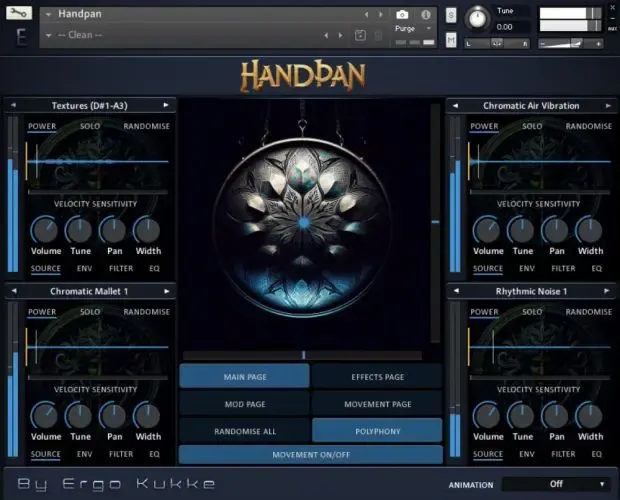 Handpan
-- Clean --
Purge
S
M
Tune
0.00
L
R
AUX
HANDPAN
Textures (D#1-A3)
POWER SOLO RANDOMISE
VELOCITY SENSITIVITY
Volume Tune Pan Width
SOURCE ENV FILTER EQ
Chromatic Mallet 1
POWER SOLO RANDOMISE
VELOCITY SENSITIVITY
Volume Tune Pan Width
SOURCE ENV FILTER EQ
MAIN PAGE EFFECTS PAGE
MOD PAGE MOVEMENT PAGE
RANDOMISE ALL POLYPHONY
MOVEMENT ON/OFF
Chromatic Air Vibration
POWER SOLO RANDOMISE
VELOCITY SENSITIVITY
Volume Tune Pan Width
SOURCE ENV FILTER EQ
Rhythmic Noise 1
POWER SOLO RANDOMISE
VELOCITY SENSITIVITY
Volume Tune Pan Width
SOURCE ENV FILTER EQ
By Ergo Kukke
ANIMATION Off